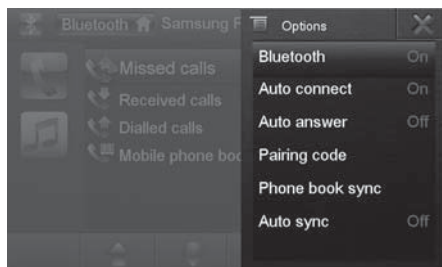 Bluetooth Samsung F
Missed calls
Received calls
Dialled calls
Mobile phone boo
Options
Bluetooth On
Auto connect On
Auto answer Off
Pairing code
Phone book sync
Auto sync Off